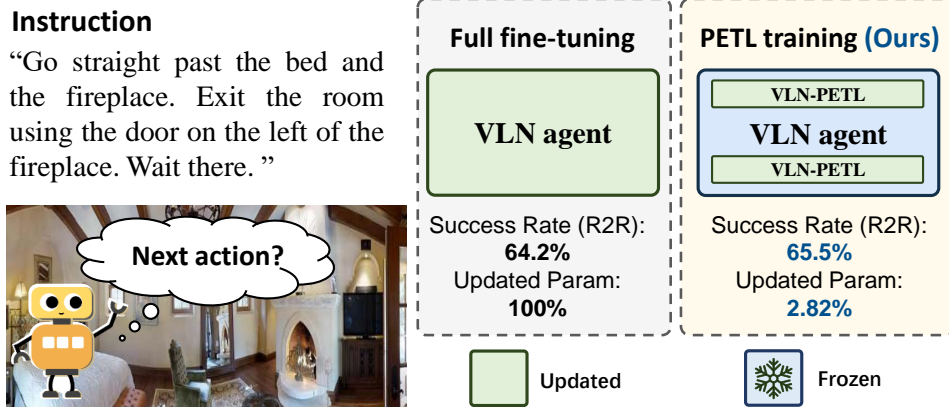 Instruction
“Go straight past the bed and
the fireplace. Exit the room
using the door on the left of the
fireplace. Wait there. ”
Next action?
Full fine-tuning
VLN agent
Success Rate (R2R):
64.2%
Updated Param:
100%
PETL training (Ours)
VLN-PETL
VLN agent
VLN-PETL
Success Rate (R2R):
65.5%
Updated Param:
2.82%
Updated
Frozen